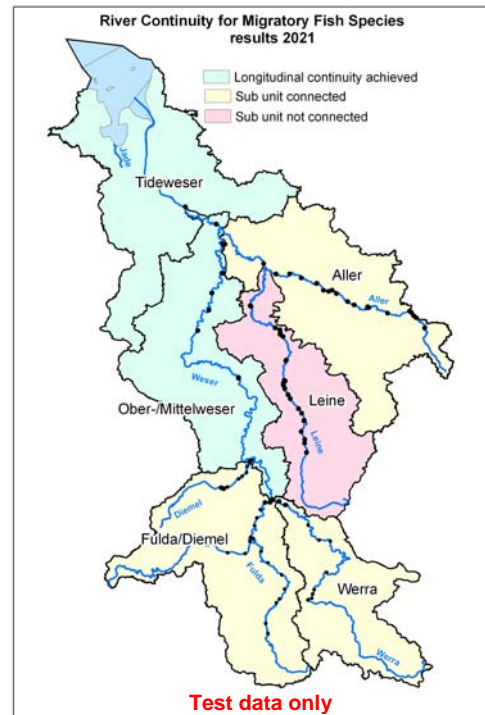 River Continuity for Migratory Fish Species
results 2021
Longitudinal continuity achieved
Sub unit connected
Sub unit not connected
Jade
Tideweser
Aller
Aller
Weser
Leine
Ober-/Mittelweser
Leine
Diemel
Fulda/Diemel
Fulda
Werra
Werra
Test data only